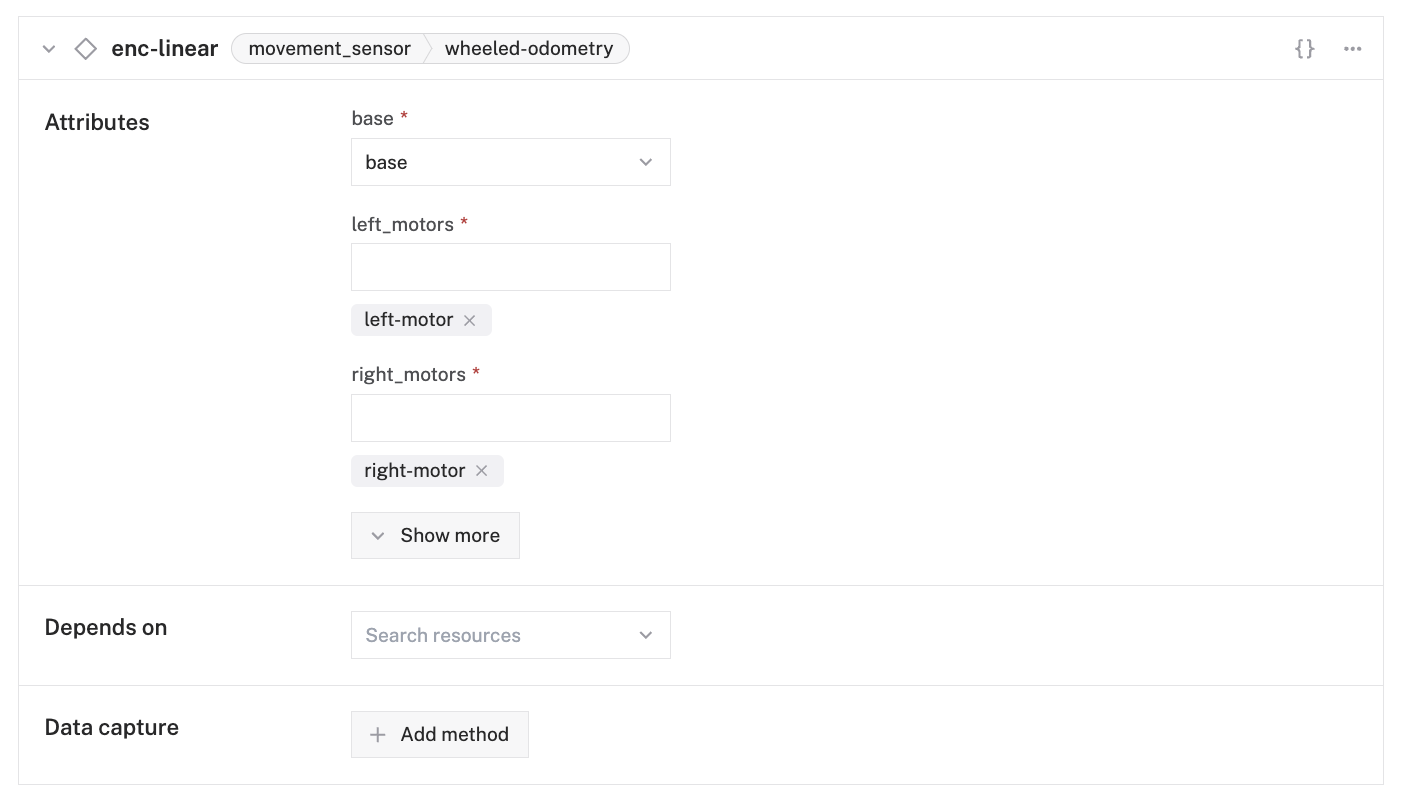 enc-linear movement_sensor wheeled-odometry {}
Attributes
base *
base
left_motors *
left-motor
right_motors *
right-motor
Show more
Depends on
Search resources
Data capture
Add method